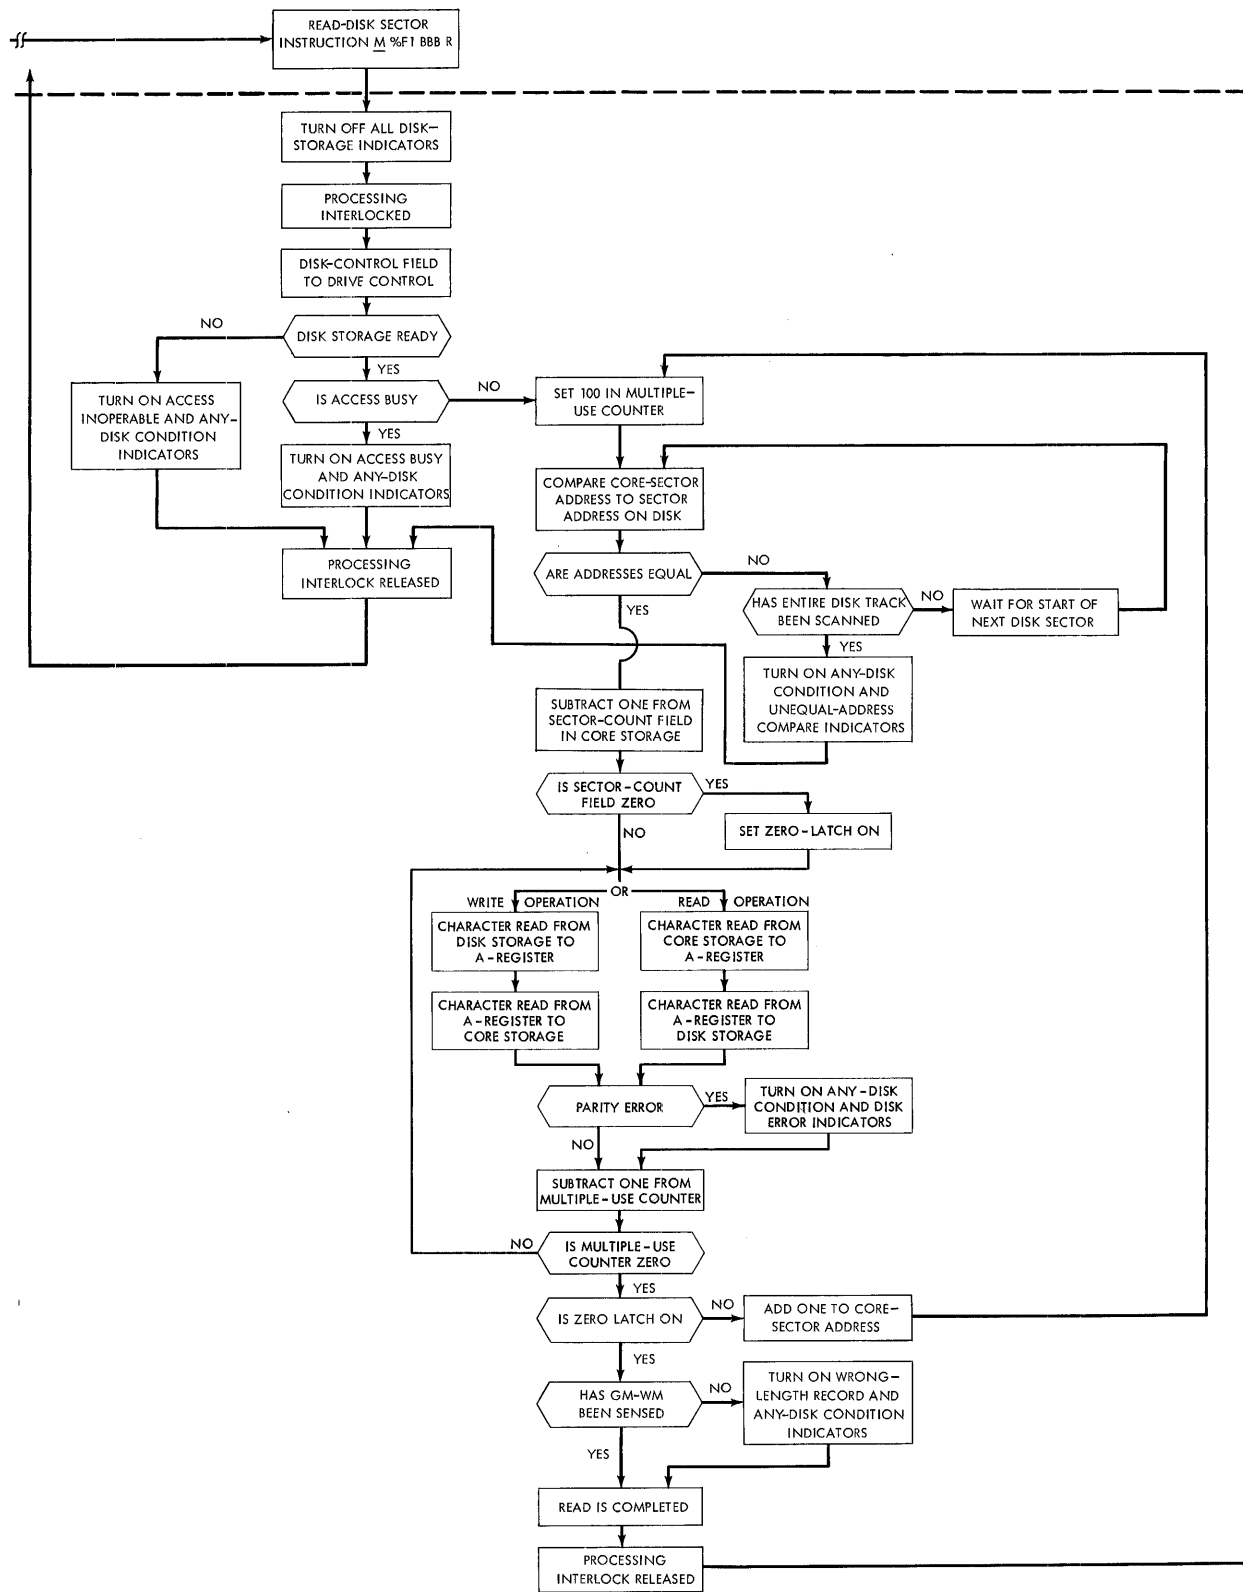 READ-DISK SECTOR
INSTRUCTION M %F1 BBB R
TURN OFF ALL DISK-
STORAGE INDICATORS
PROCESSING
INTERLOCKED
DISK-CONTROL FIELD
TO DRIVE CONTROL
NO
DISK STORAGE READY
YES
TURN ON ACCESS
INOPERABLE AND ANY-
DISK CONDITION
INDICATORS
IS ACCESS BUSY
NO
SET 100 IN MULTIPLE-
USE COUNTER
YES
TURN ON ACCESS BUSY
AND ANY-DISK
CONDITION INDICATORS
COMPARE CORE-SECTOR
ADDRESS TO SECTOR
ADDRESS ON DISK
PROCESSING
INTERLOCK RELEASED
ARE ADDRESSES EQUAL
NO
YES
HAS ENTIRE DISK TRACK
BEEN SCANNED
NO
WAIT FOR START OF
NEXT DISK SECTOR
YES
TURN ON ANY-DISK
CONDITION AND
UNEQUAL-ADDRESS
COMPARE INDICATORS
SUBTRACT ONE FROM
SECTOR-COUNT FIELD
IN CORE STORAGE
IS SECTOR-COUNT
FIELD ZERO
YES
NO
SET ZERO-LATCH ON
OR
WRITE OPERATION
READ OPERATION
CHARACTER READ FROM
DISK STORAGE TO
A-REGISTER
CHARACTER READ FROM
CORE STORAGE TO
A-REGISTER
CHARACTER READ FROM
A-REGISTER TO
CORE STORAGE
CHARACTER READ FROM
A-REGISTER TO
DISK STORAGE
PARITY ERROR
YES
TURN ON ANY-DISK
CONDITION AND DISK
ERROR INDICATORS
NO
SUBTRACT ONE FROM
MULTIPLE-USE COUNTER
NO
IS MULTIPLE-USE
COUNTER ZERO
YES
IS ZERO LATCH ON
NO
ADD ONE TO CORE-
SECTOR ADDRESS
YES
HAS GM-WM
BEEN SENSED
NO
TURN ON WRONG-
LENGTH RECORD AND
ANY-DISK CONDITION
INDICATORS
YES
READ IS COMPLETED
PROCESSING
INTERLOCK RELEASED